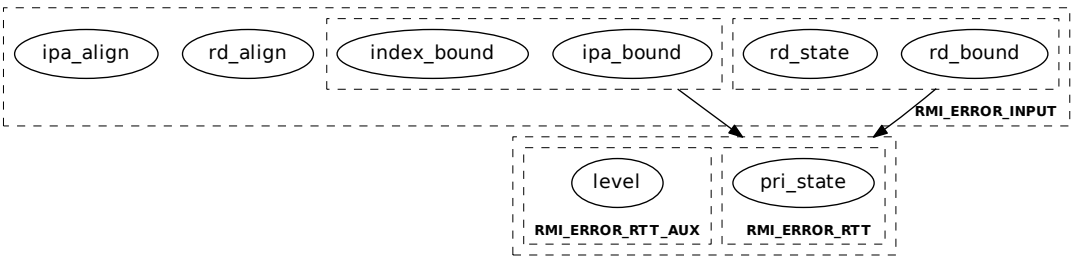 ipa_align
rd_align
index_bound
ipa_bound
rd_state
rd_bound
RMI_ERROR_INPUT
level
pri_state
RMI_ERROR_RTT_AUX
RMI_ERROR_RTT